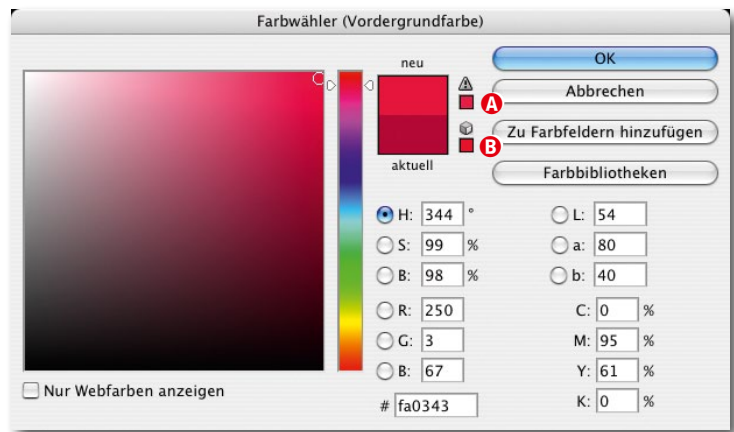 Farbwähler (Vordergrundfarbe)
neu
aktuell
A
B
OK
Abbrechen
Zu Farbfeldern hinzufügen
Farbbibliotheken
H: 344 °
S: 99 %
B: 98 %
R: 250
G: 3
B: 67
# fa0343
L: 54
a: 80
b: 40
C: 0 %
M: 95 %
Y: 61 %
K: 0 %
Nur Webfarben anzeigen